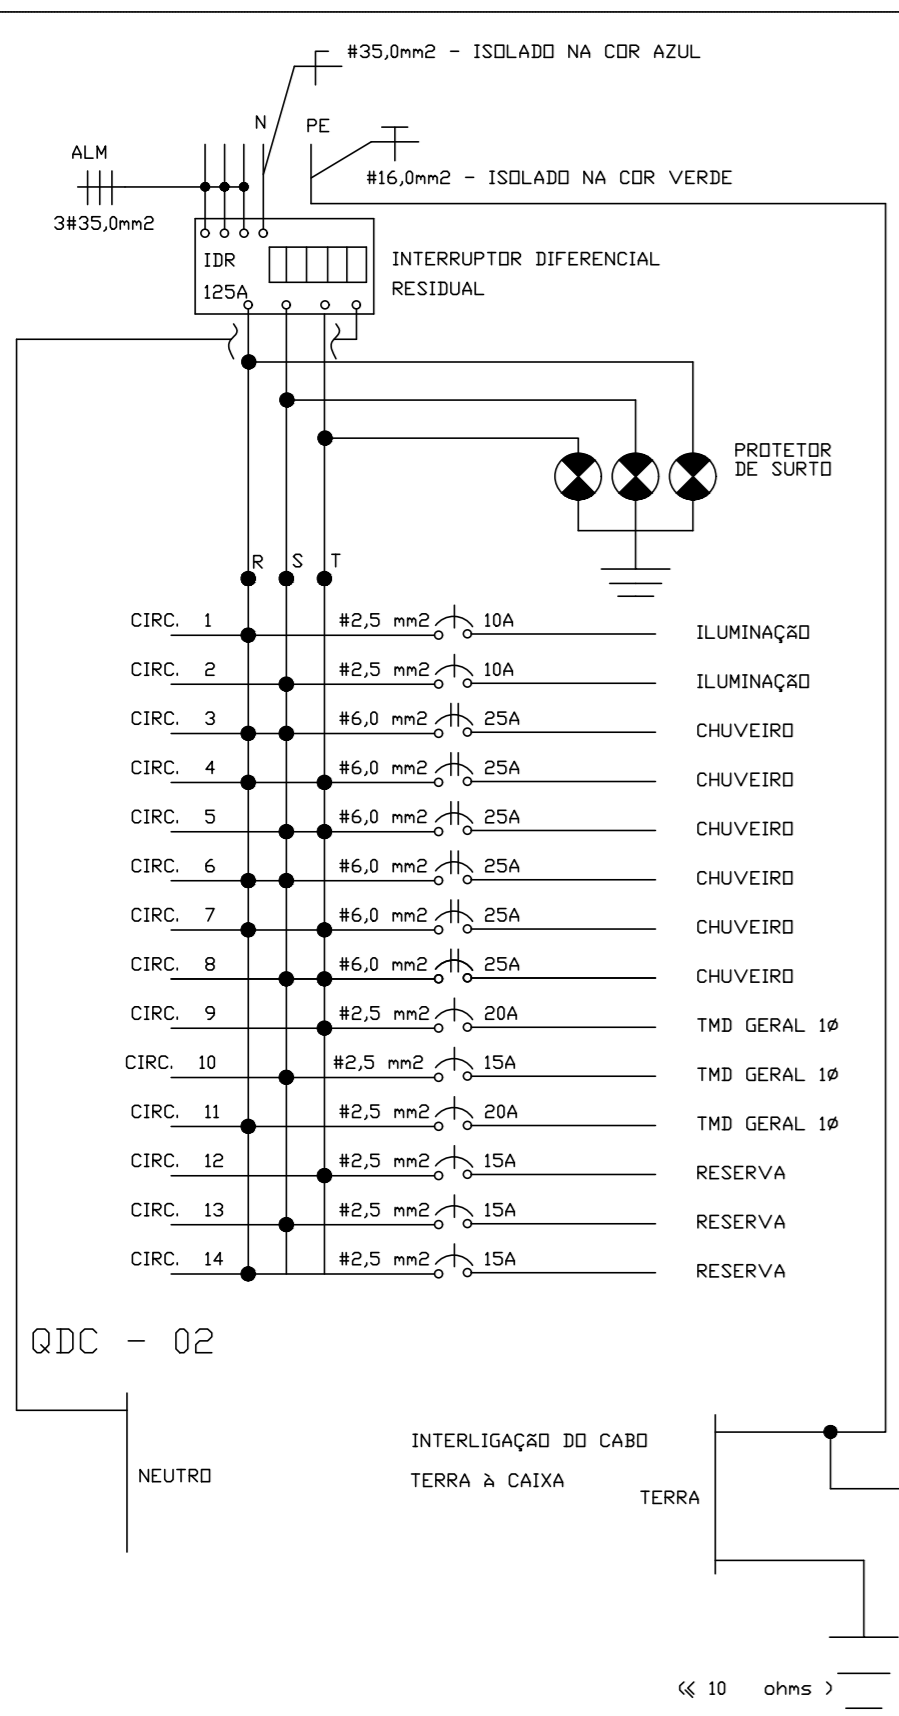 #35,0mm2 - ISOLADO NA COR AZUL
N
PE
ALM
#16,0mm2 - ISOLADO NA COR VERDE
3#35,0mm2
IDR
125A
INTERRUPTOR DIFERENCIAL
RESIDUAL
PROTETOR
DE SURTO
R S T
CIRC. 1 #2,5 mm2 10A ILUMINAÇÃO
CIRC. 2 #2,5 mm2 10A ILUMINAÇÃO
CIRC. 3 #6,0 mm2 25A CHUVEIRO
CIRC. 4 #6,0 mm2 25A CHUVEIRO
CIRC. 5 #6,0 mm2 25A CHUVEIRO
CIRC. 6 #6,0 mm2 25A CHUVEIRO
CIRC. 7 #6,0 mm2 25A CHUVEIRO
CIRC. 8 #6,0 mm2 25A CHUVEIRO
CIRC. 9 #2,5 mm2 20A TMD GERAL 1Ø
CIRC. 10 #2,5 mm2 15A TMD GERAL 1Ø
CIRC. 11 #2,5 mm2 20A TMD GERAL 1Ø
CIRC. 12 #2,5 mm2 15A RESERVA
CIRC. 13 #2,5 mm2 15A RESERVA
CIRC. 14 #2,5 mm2 15A RESERVA
QDC - 02
INTERLIGAÇÃO DO CABO
TERRA À CAIXA
NEUTRO
TERRA
(≤ 10 ohms )